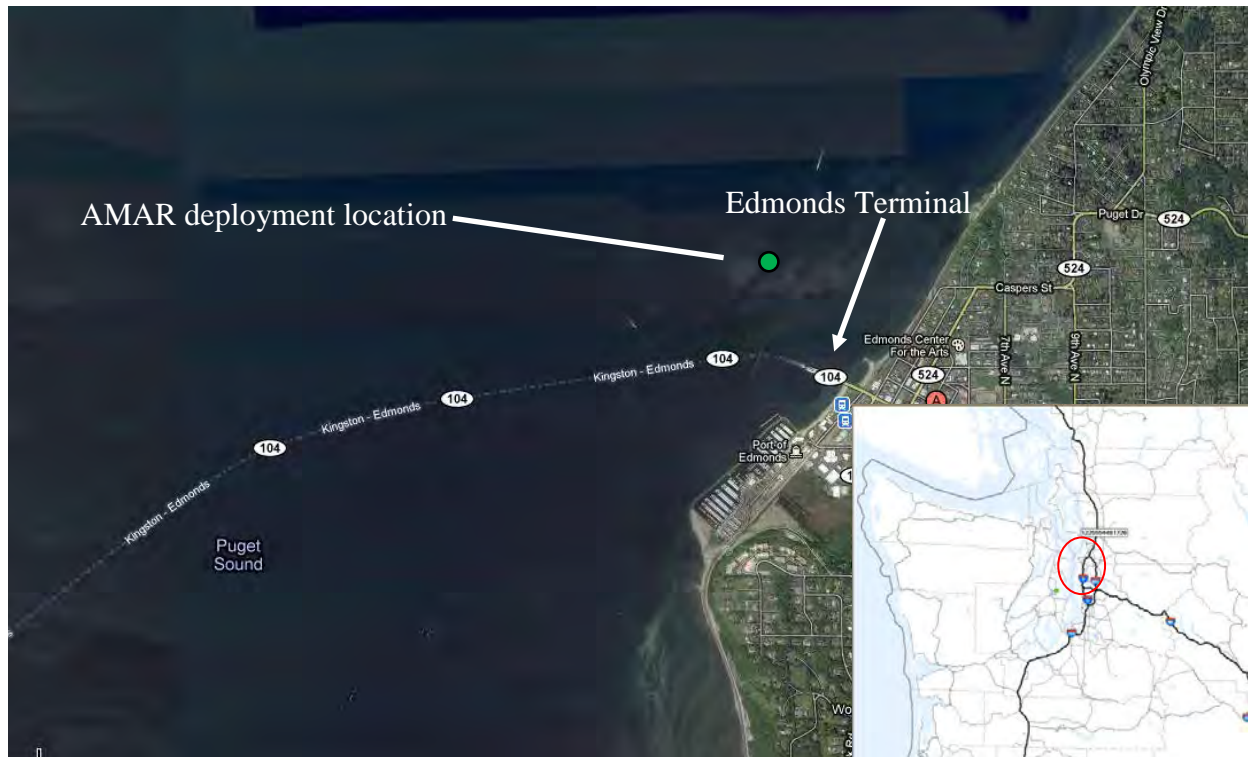 Olympic View Dr
AMAR deployment location
Edmonds Terminal
Puget Dr
524
524
Caspers St
Edmonds Center
For the Arts
7th Ave N
9th Ave N
104
Kingston - Edmonds
104
524
104
Kingston - Edmonds
A
104
Kingston - Edmonds
Port of
Edmonds
Puget
Sound